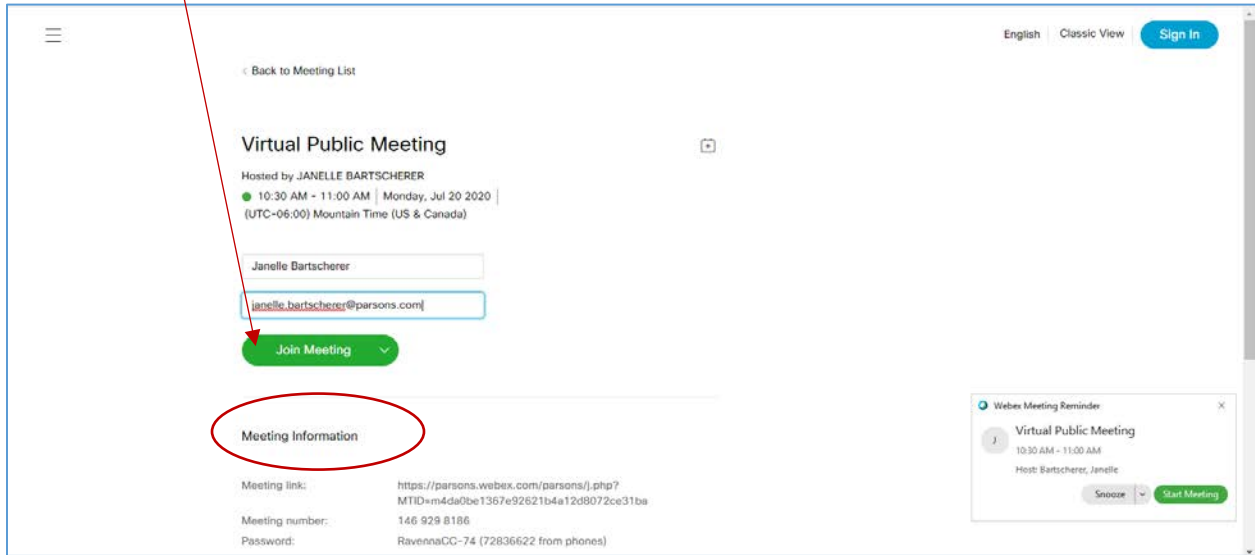 English Classic View Sign In
Back to Meeting List
Virtual Public Meeting
Hosted by JANELLE BARTSCHERER
10:30 AM - 11:00 AM | Monday, Jul 20 2020 |
(UTC-06:00) Mountain Time (US & Canada)
Janelle Bartscherer
janelle.bartscherer@parsons.com
Join Meeting
Meeting Information
Meeting link: https://parsons.webex.com/parsons/j.php?
MTID=m4da0be1367e92621b4a12d8072ce31ba
Meeting number: 146 929 8186
Password: RavennaCC-74 (72836622 from phones)
Webex Meeting Reminder
J
Virtual Public Meeting
10:30 AM - 11:00 AM
Host: Bartscherer, Janelle
Snooze Start Meeting